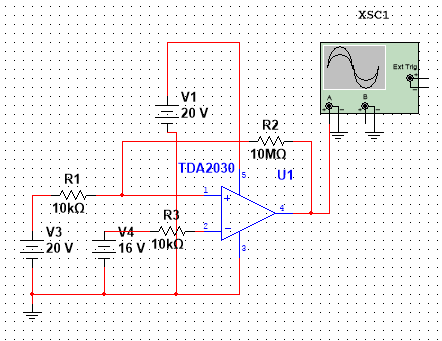 XSC1
Ext Trig
A
B
V1
20 V
R2
10MΩ
TDA2030
U1
5
R1
10kΩ
1
+
R3
10kΩ
2
−
4
3
V3
20 V
V4
16 V